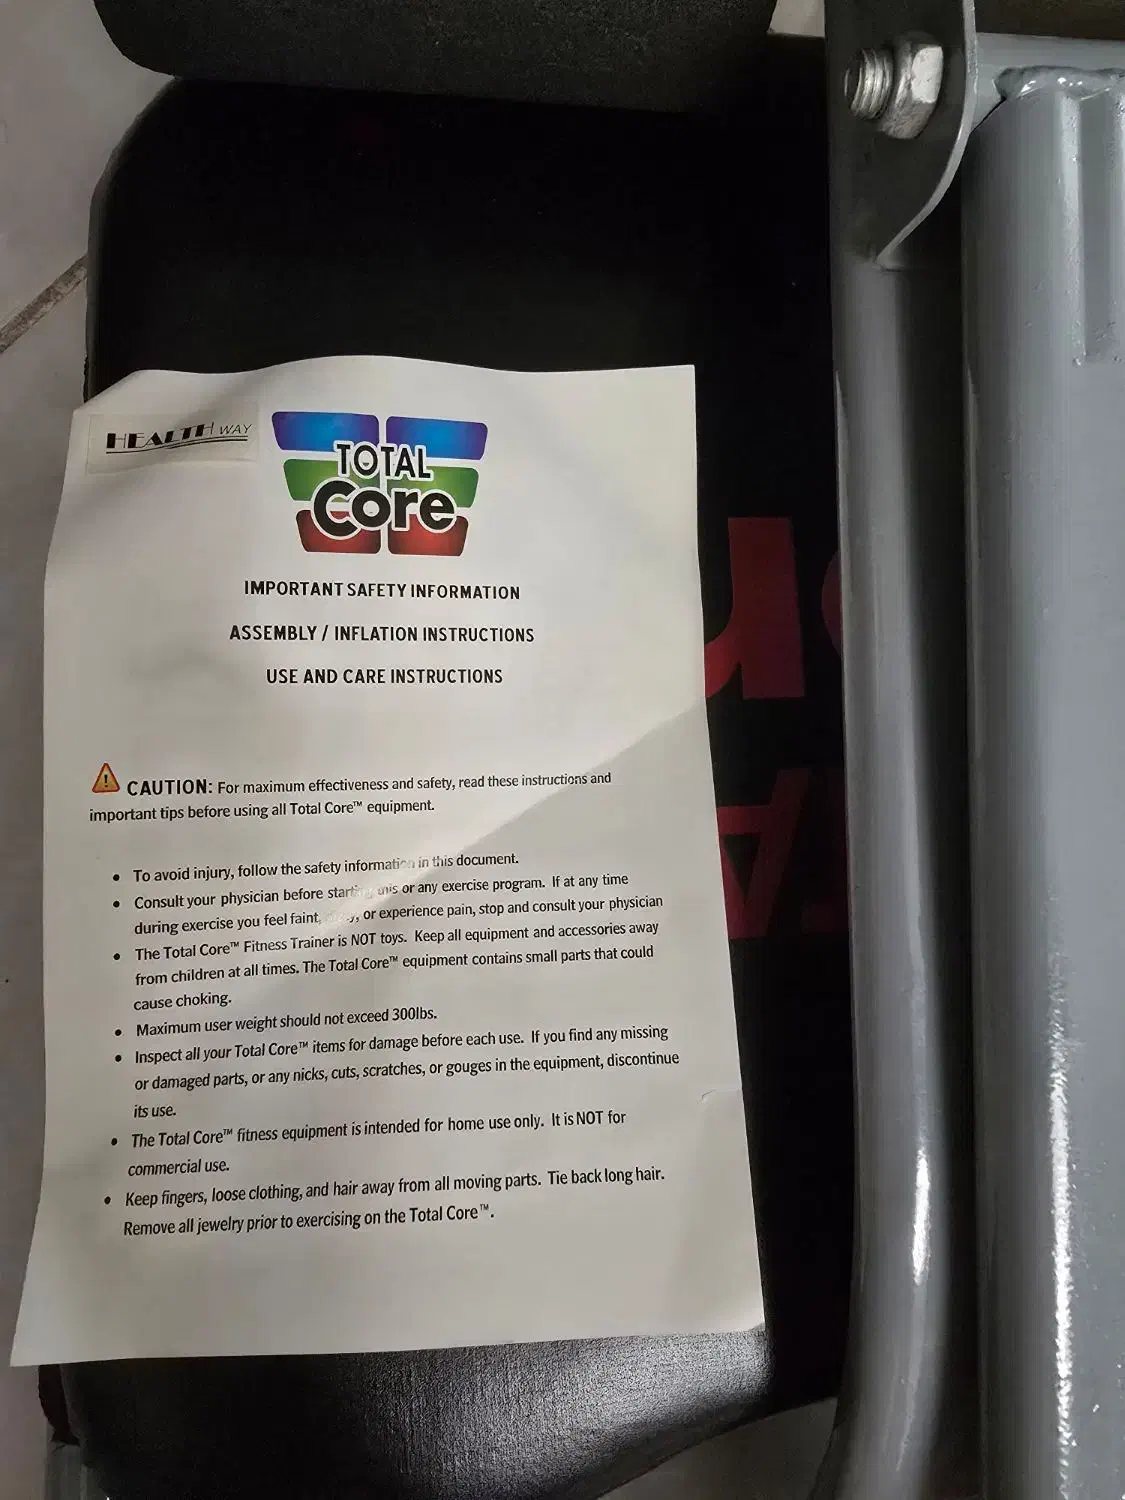 HEALTH WAY
TOTAL
Core
IMPORTANT SAFETY INFORMATION
ASSEMBLY / INFLATION INSTRUCTIONS
USE AND CARE INSTRUCTIONS
CAUTION: For maximum effectiveness and safety, read these instructions and
important tips before using all Total Core™ equipment.
• To avoid injury, follow the safety information in this document.
• Consult your physician before starting this or any exercise program. If at any time
during exercise you feel faint, or experience pain, stop and consult your physician
• The Total Core™ Fitness Trainer is NOT toys. Keep all equipment and accessories away
from children at all times. The Total Core™ equipment contains small parts that could
cause choking.
• Maximum user weight should not exceed 300lbs.
• Inspect all your Total Core™ items for damage before each use. If you find any missing
or damaged parts, or any nicks, cuts, scratches, or gouges in the equipment, discontinue
its use.
• The Total Core™ fitness equipment is intended for home use only. It is NOT for
commercial use.
• Keep fingers, loose clothing, and hair away from all moving parts. Tie back long hair.
Remove all jewelry prior to exercising on the Total Core™.